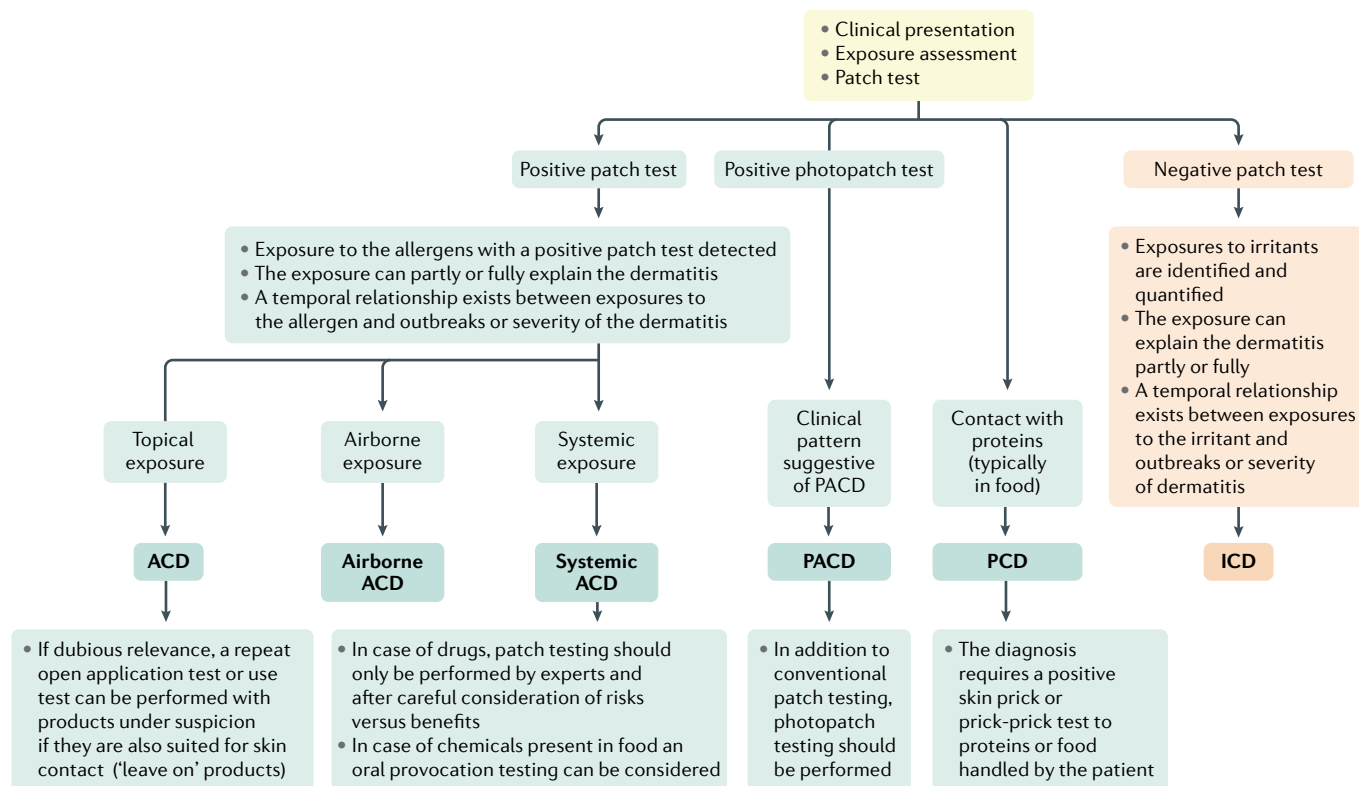 • Clinical presentation
• Exposure assessment
• Patch test
Positive patch test
Positive photopatch test
Negative patch test
• Exposure to the allergens with a positive patch test detected
• The exposure can partly or fully explain the dermatitis
• A temporal relationship exists between exposures to
the allergen and outbreaks or severity of the dermatitis
• Exposures to irritants
are identified and
quantified
• The exposure can
explain the dermatitis
partly or fully
• A temporal relationship
exists between exposures
to the irritant and
outbreaks or severity
of dermatitis
Topical
exposure
Airborne
exposure
Systemic
exposure
Clinical
pattern
suggestive
of PACD
Contact with
proteins
(typically
in food)
ACD
Airborne
ACD
Systemic
ACD
PACD
PCD
ICD
• If dubious relevance, a repeat
open application test or use
test can be performed with
products under suspicion
if they are also suited for skin
contact (‘leave on’ products)
• In case of drugs, patch testing should
only be performed by experts and
after careful consideration of risks
versus benefits
• In case of chemicals present in food an
oral provocation testing can be considered
• In addition to
conventional
patch testing,
photopatch
testing should
be performed
• The diagnosis
requires a positive
skin prick or
prick-prick test to
proteins or food
handled by the patient